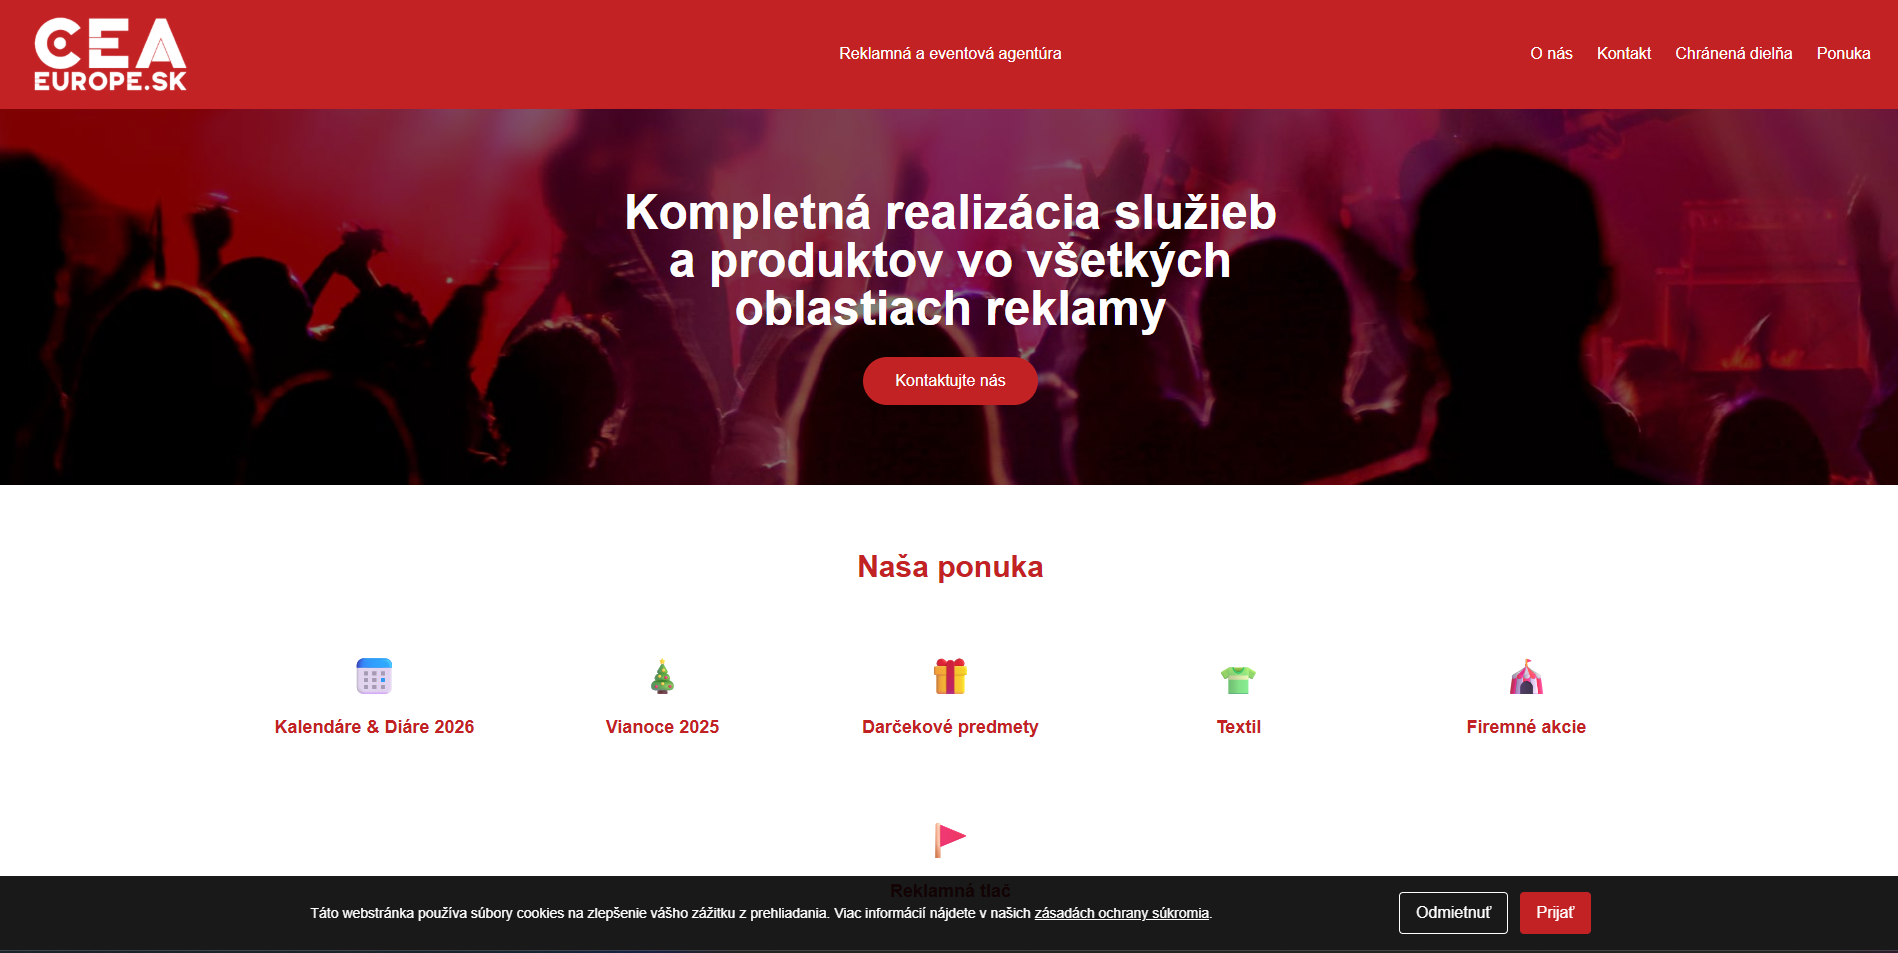 CEA
EUROPE.SK
Reklamná a eventová agentúra
O nás
Kontakt
Chránená dielňa
Ponuka
Kompletná realizácia služieb
a produktov vo všetkých
oblastiach reklamy
Kontaktujte nás
Naša ponuka
Kalendáre & Diáre 2026
Vianoce 2025
Darčekové predmety
Textil
Firemné akcie
Reklamná tlač
Táto webstránka používa súbory cookies na zlepšenie vášho zážitku z prehliadania. Viac informácií nájdete v našich zásadách ochrany súkromia.
Odmietnuť
Prijať